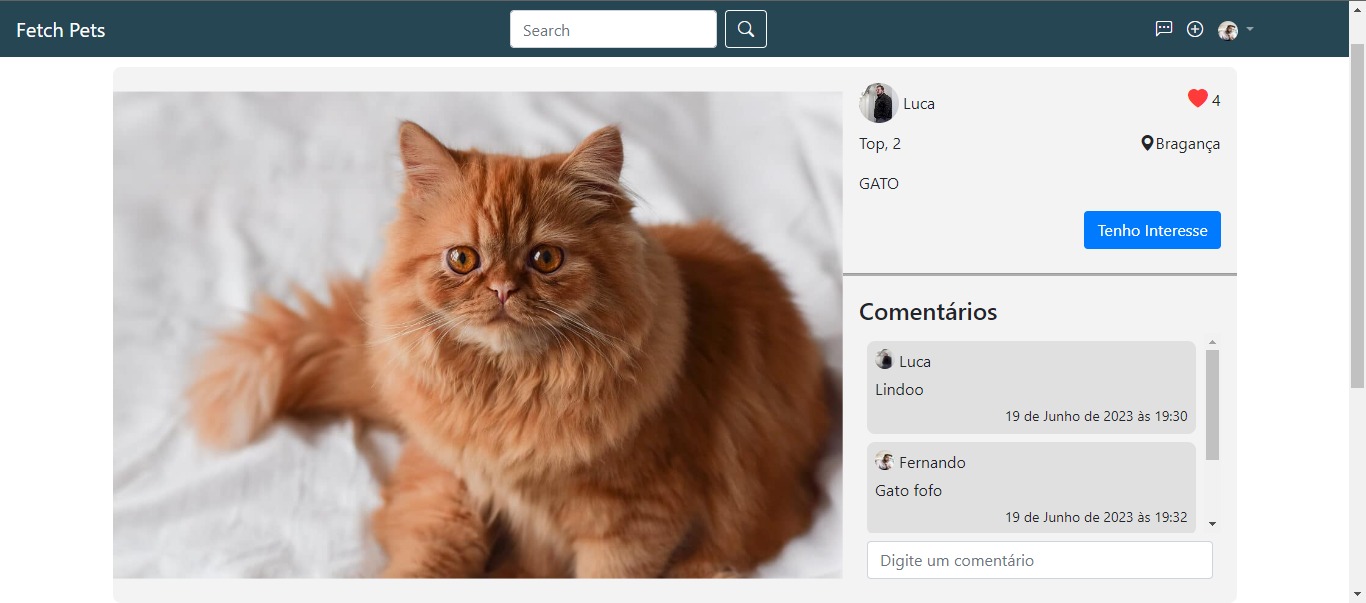 Fetch Pets
Search
Luca
4
Top, 2
Bragança
GATO
Tenho Interesse
Comentários
Luca
Lindoo
19 de Junho de 2023 às 19:30
Fernando
Gato fofo
19 de Junho de 2023 às 19:32
Digite um comentário